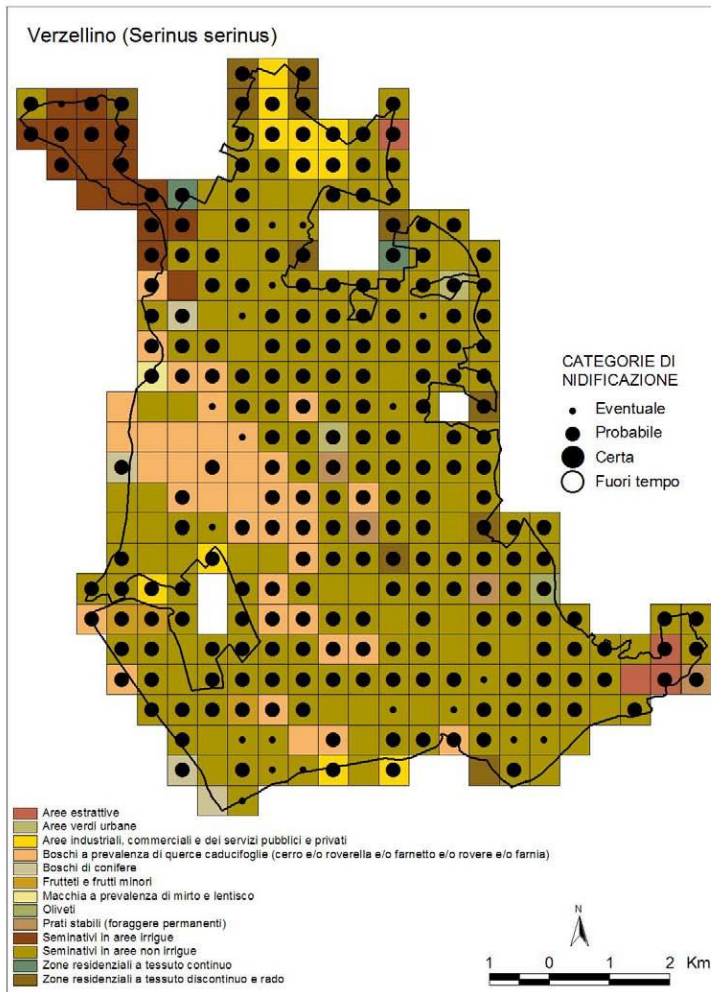 Verzellino (Serinus serinus)
CATEGORIE DI
NIDIFICAZIONE
Eventuale
Probabile
Certa
Fuori tempo
Aree estrattive
Aree verdi urbane
Aree industriali, commerciali e dei servizi pubblici e privati
Boschi a prevalenza di querce caducifoglie (cerro e/o roverella e/o farnetto e/o rovere e/o farnia)
Boschi di conifere
Frutteti e frutti minori
Macchia a prevalenza di mirto e lentisco
Oliveti
Prati stabili (foraggere permanenti)
Seminativi in aree irrigue
Seminativi in aree non irrigue
Zone residenziali a tessuto continuo
Zone residenziali a tessuto discontinuo e rado
N
1 0 1 2 Km